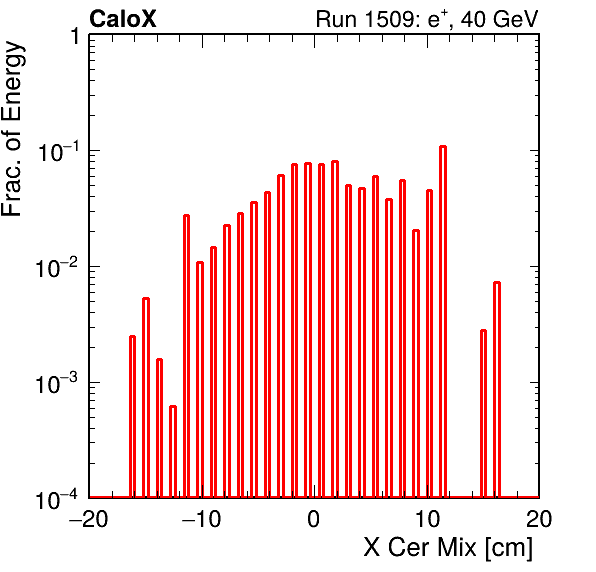 CaloX Run 1509: e⁺, 40 GeV
Frac. of Energy
1
10⁻¹
10⁻²
10⁻³
10⁻⁴
−20 −10 0 10 20
X Cer Mix [cm]